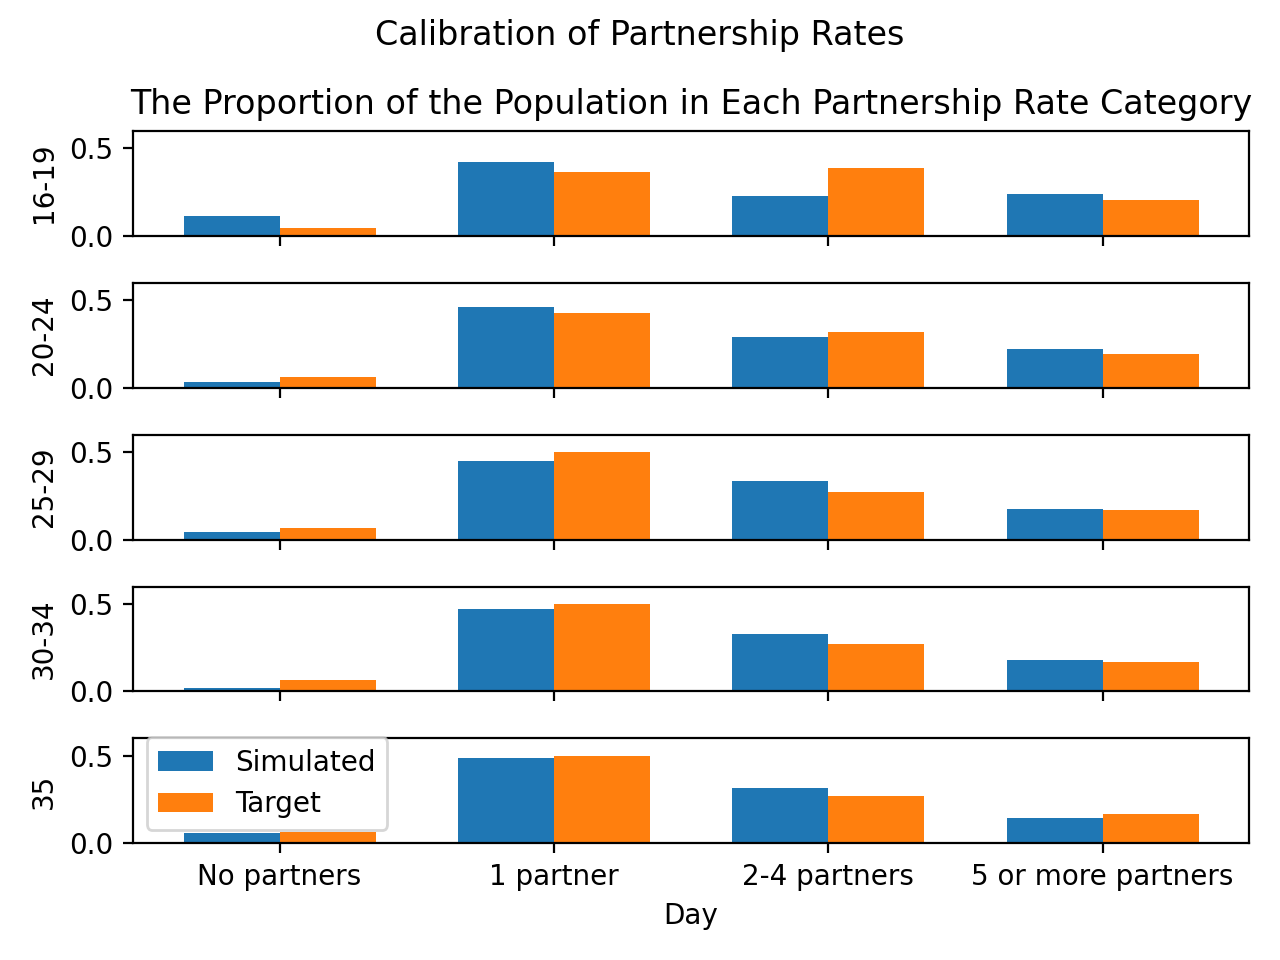 Calibration of Partnership Rates
The Proportion of the Population in Each Partnership Rate Category
0.5
0.0
16-19
0.5
0.0
20-24
0.5
0.0
25-29
0.5
0.0
30-34
0.5
0.0
35
Simulated
Target
No partners
1 partner
2-4 partners
5 or more partners
Day